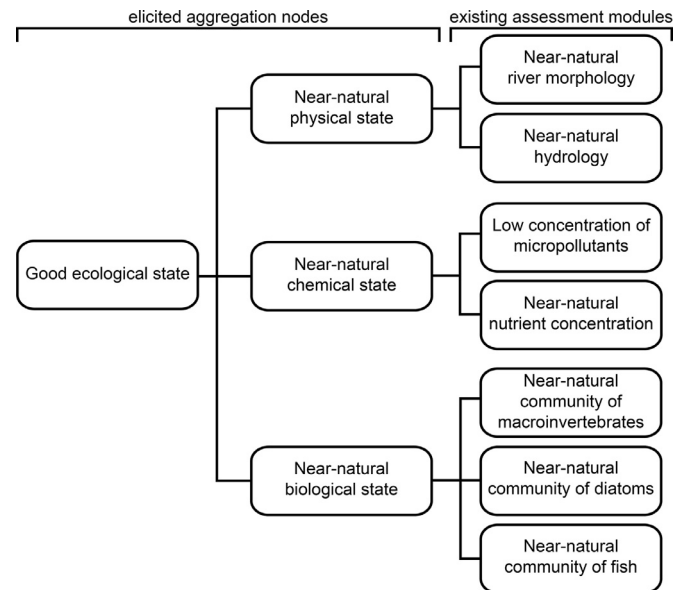 elicited aggregation nodes
existing assessment modules
Near-natural
river morphology
Near-natural
physical state
Near-natural
hydrology
Low concentration of
micropollutants
Good ecological state
Near-natural
chemical state
Near-natural
nutrient concentration
Near-natural
community of
macroinvertebrates
Near-natural
biological state
Near-natural
community of diatoms
Near-natural
community of fish